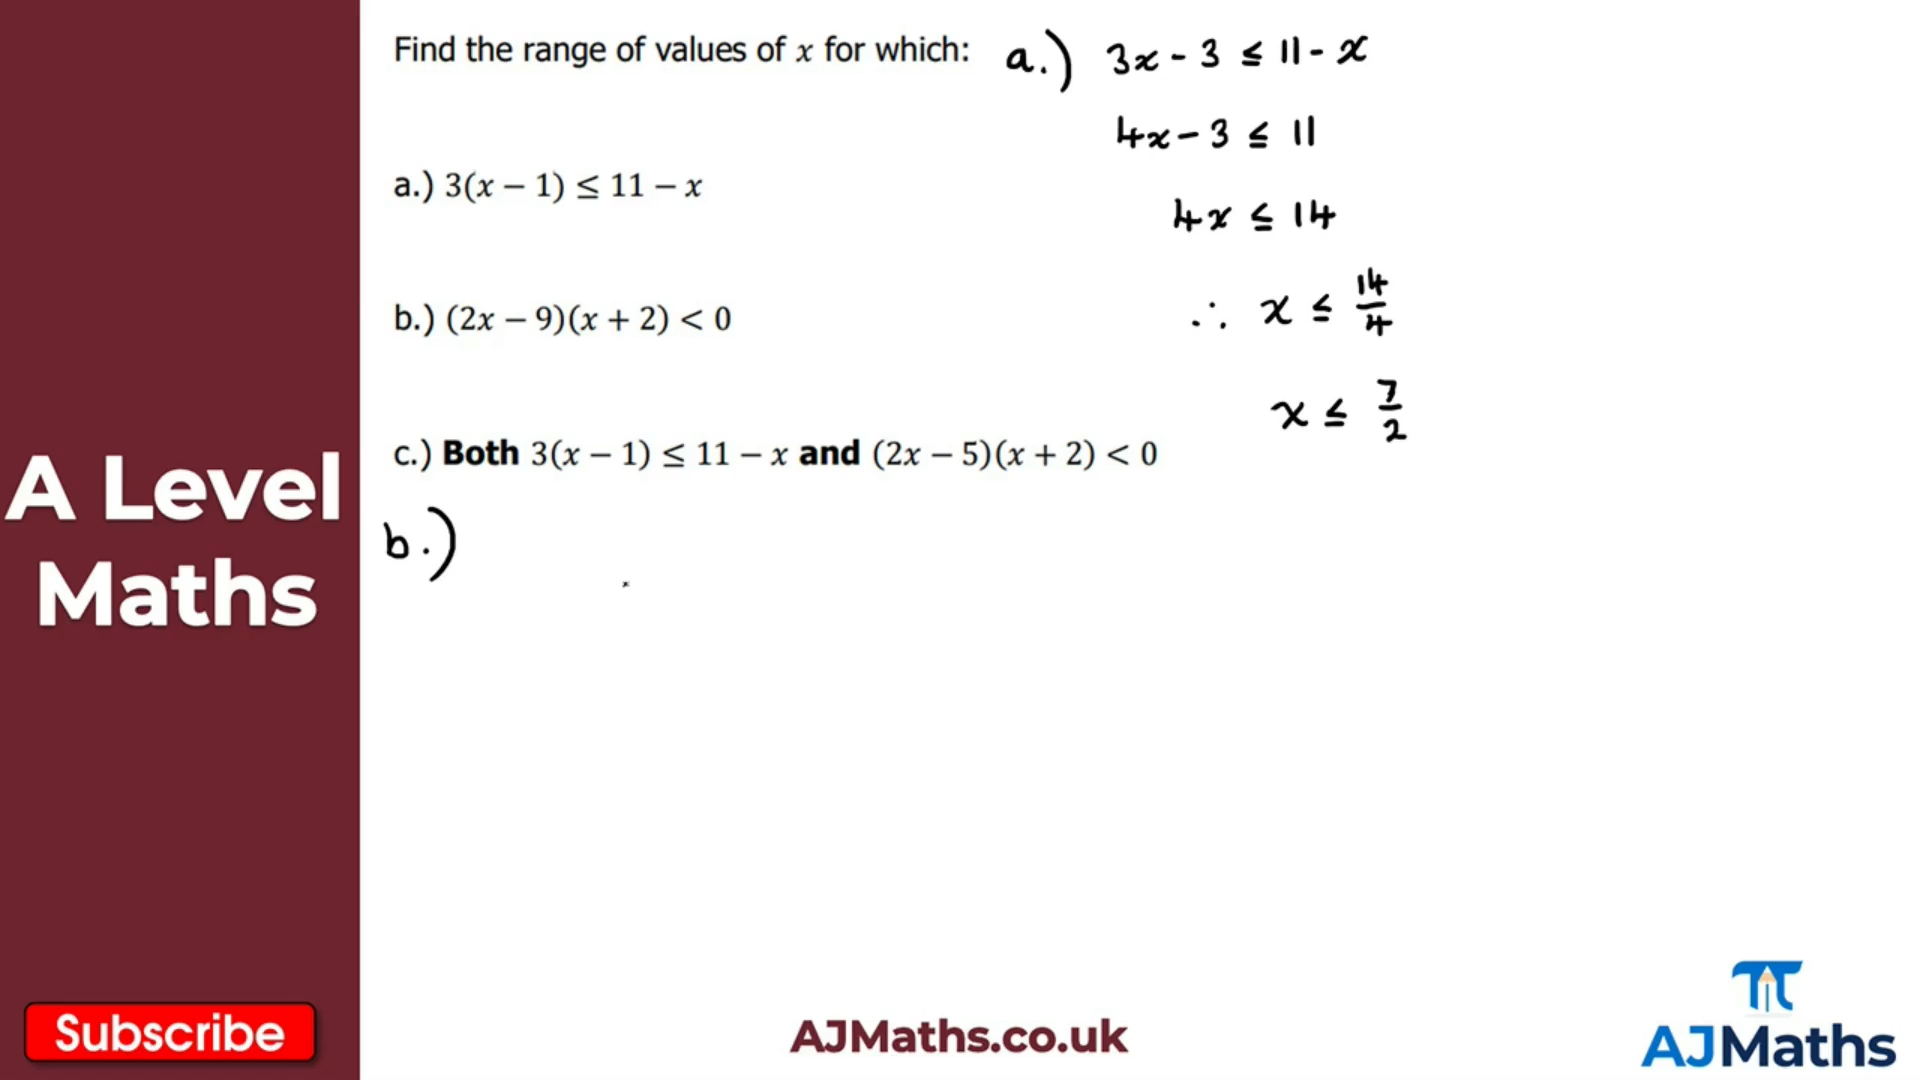 A Level
Maths
Subscribe
Find the range of values of x for which:
a.) 3(x − 1) ≤ 11 − x
b.) (2x − 9)(x + 2) < 0
c.) Both 3(x − 1) ≤ 11 − x and (2x − 5)(x + 2) < 0
a.) 3x - 3 ≤ 11 - x
4x - 3 ≤ 11
4x ≤ 14
∴ x ≤ 14/4
x ≤ 7/2
b.)
AJMaths.co.uk
AJMaths